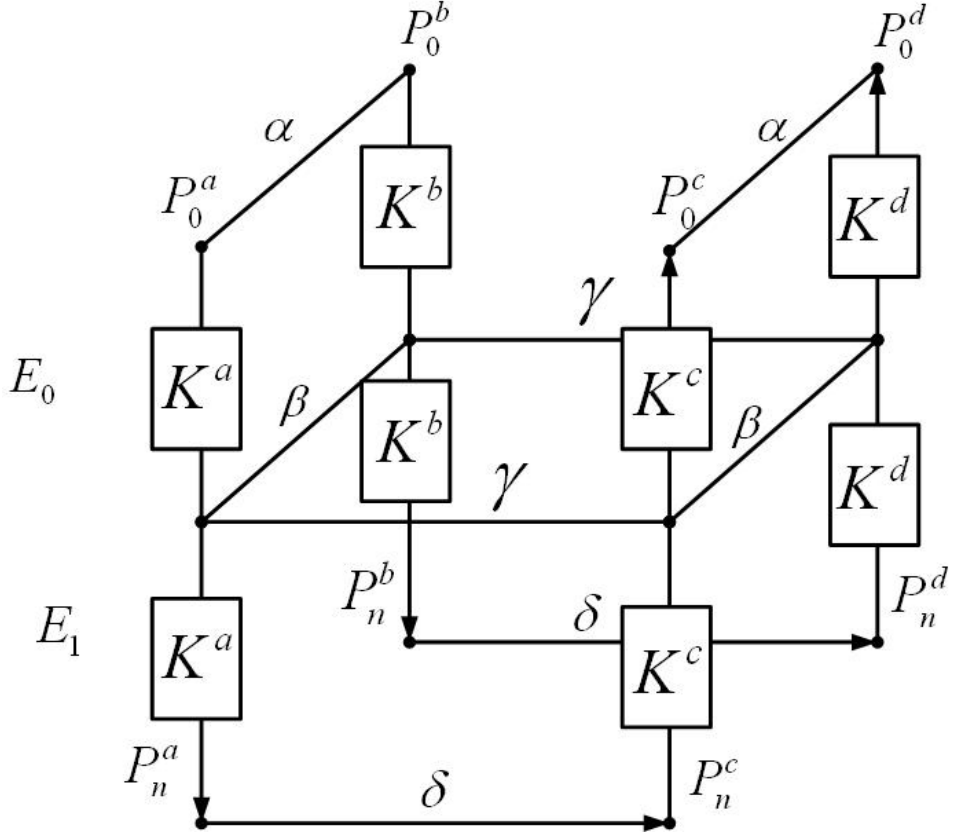 P_0^b P_0^d
α α
P_0^a K^b P_0^c K^d
γ
E_0 K^a K^c
β K^b β K^d
γ
P_n^b P_n^d
E_1 K^a δ K^c
P_n^a P_n^c
δ